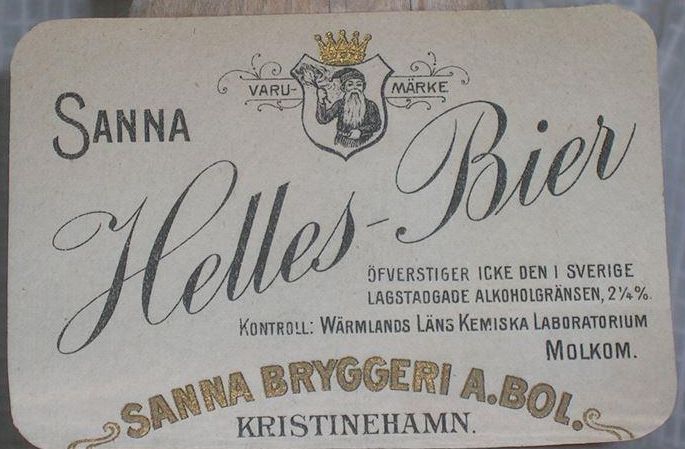 VARU- MÄRKE
SANNA
Helles-Bier
ÖFVERSTIGER ICKE DEN I SVERIGE
LAGSTADGADE ALKOHOLGRÄNSEN, 2¼%.
KONTROLL: WÄRMLANDS LÄNS KEMISKA LABORATORIUM
MOLKOM.
SANNA BRYGGERI A.BOL.
KRISTINEHAMN.